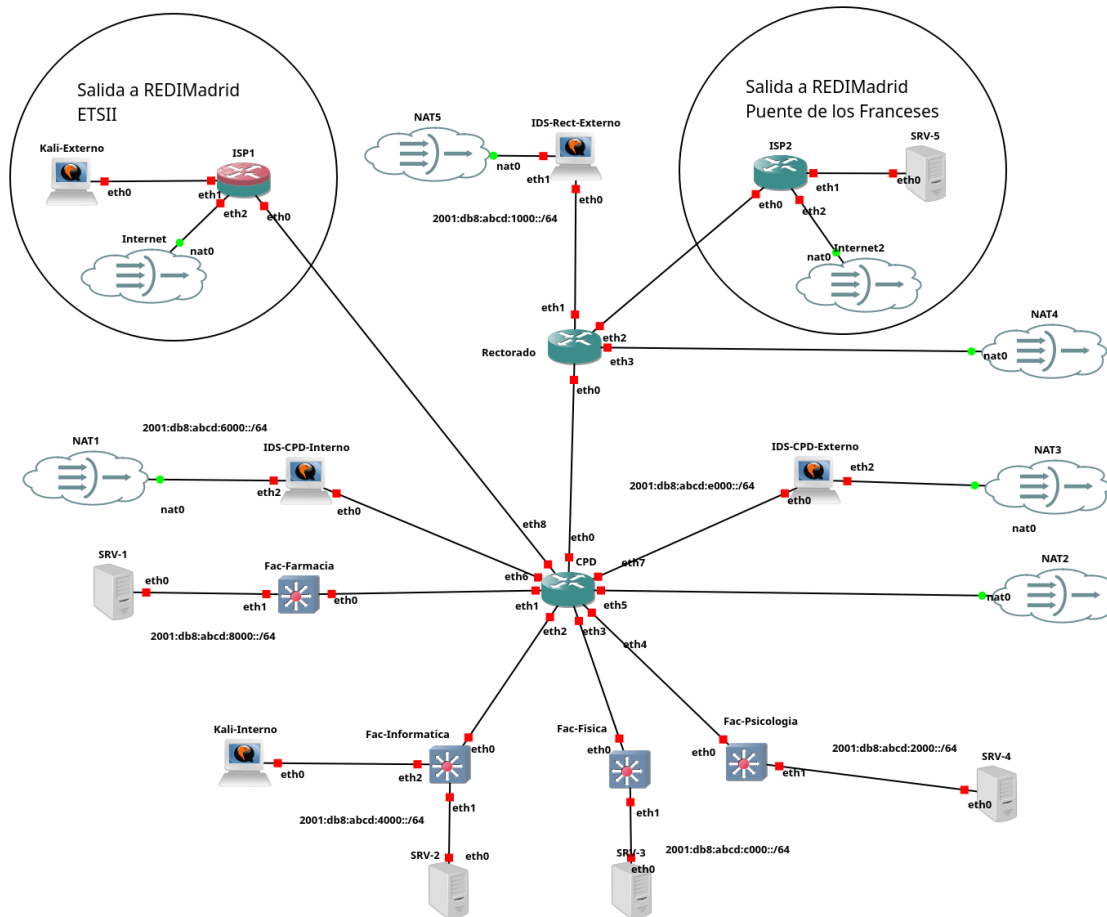 Salida a REDIMadrid
ETSII
Kali-Externo
eth0
ISP1
eth1
eth2
eth0
Internet
nat0
NAT5
nat0
IDS-Rect-Externo
eth1
eth0
2001:db8:abcd:1000::/64
Salida a REDIMadrid
Puente de los Franceses
SRV-5
ISP2
eth1
eth0
eth0
eth2
Internet2
nat0
eth1
eth2
Rectorado
eth3
eth0
NAT4
nat0
2001:db8:abcd:6000::/64
NAT1
nat0
IDS-CPD-Interno
eth2
eth0
IDS-CPD-Externo
eth2
2001:db8:abcd:e000::/64
eth0
NAT3
nat0
eth8
eth0
CPD
eth7
eth6
eth1
eth5
eth2
eth3
eth4
NAT2
nat0
SRV-1
eth0
Fac-Farmacia
eth1
eth0
2001:db8:abcd:8000::/64
Kali-Interno
eth0
Fac-Informatica
eth0
eth2
eth1
2001:db8:abcd:4000::/64
SRV-2
eth0
Fac-Fisica
eth0
eth1
2001:db8:abcd:c000::/64
SRV-3
eth0
Fac-Psicologia
eth0
eth1
2001:db8:abcd:2000::/64
SRV-4
eth0